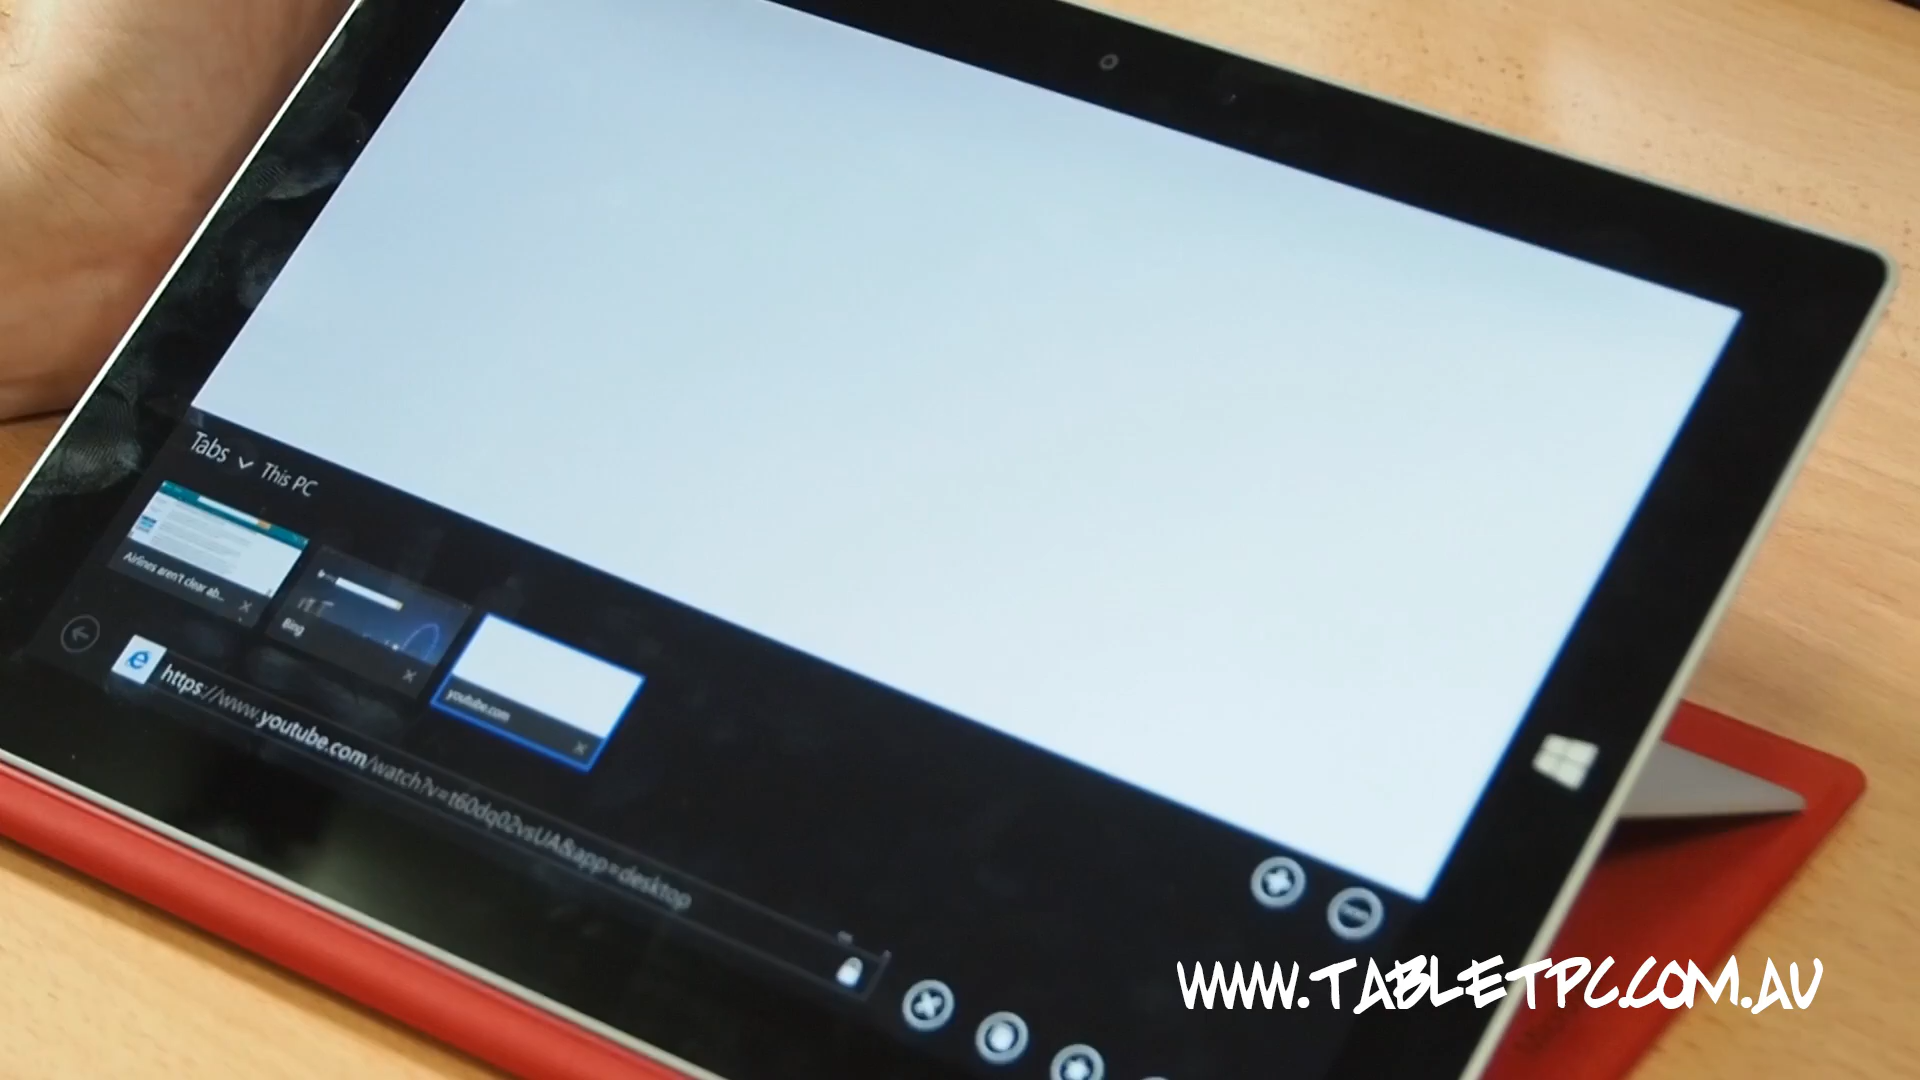 Tabs This PC
Airlines aren't clear ab...
Bing
youtube.com
https://www.youtube.com/watch?v=t60dq02vsUA&app=desktop
WWW.TABLETPC.COM.AU